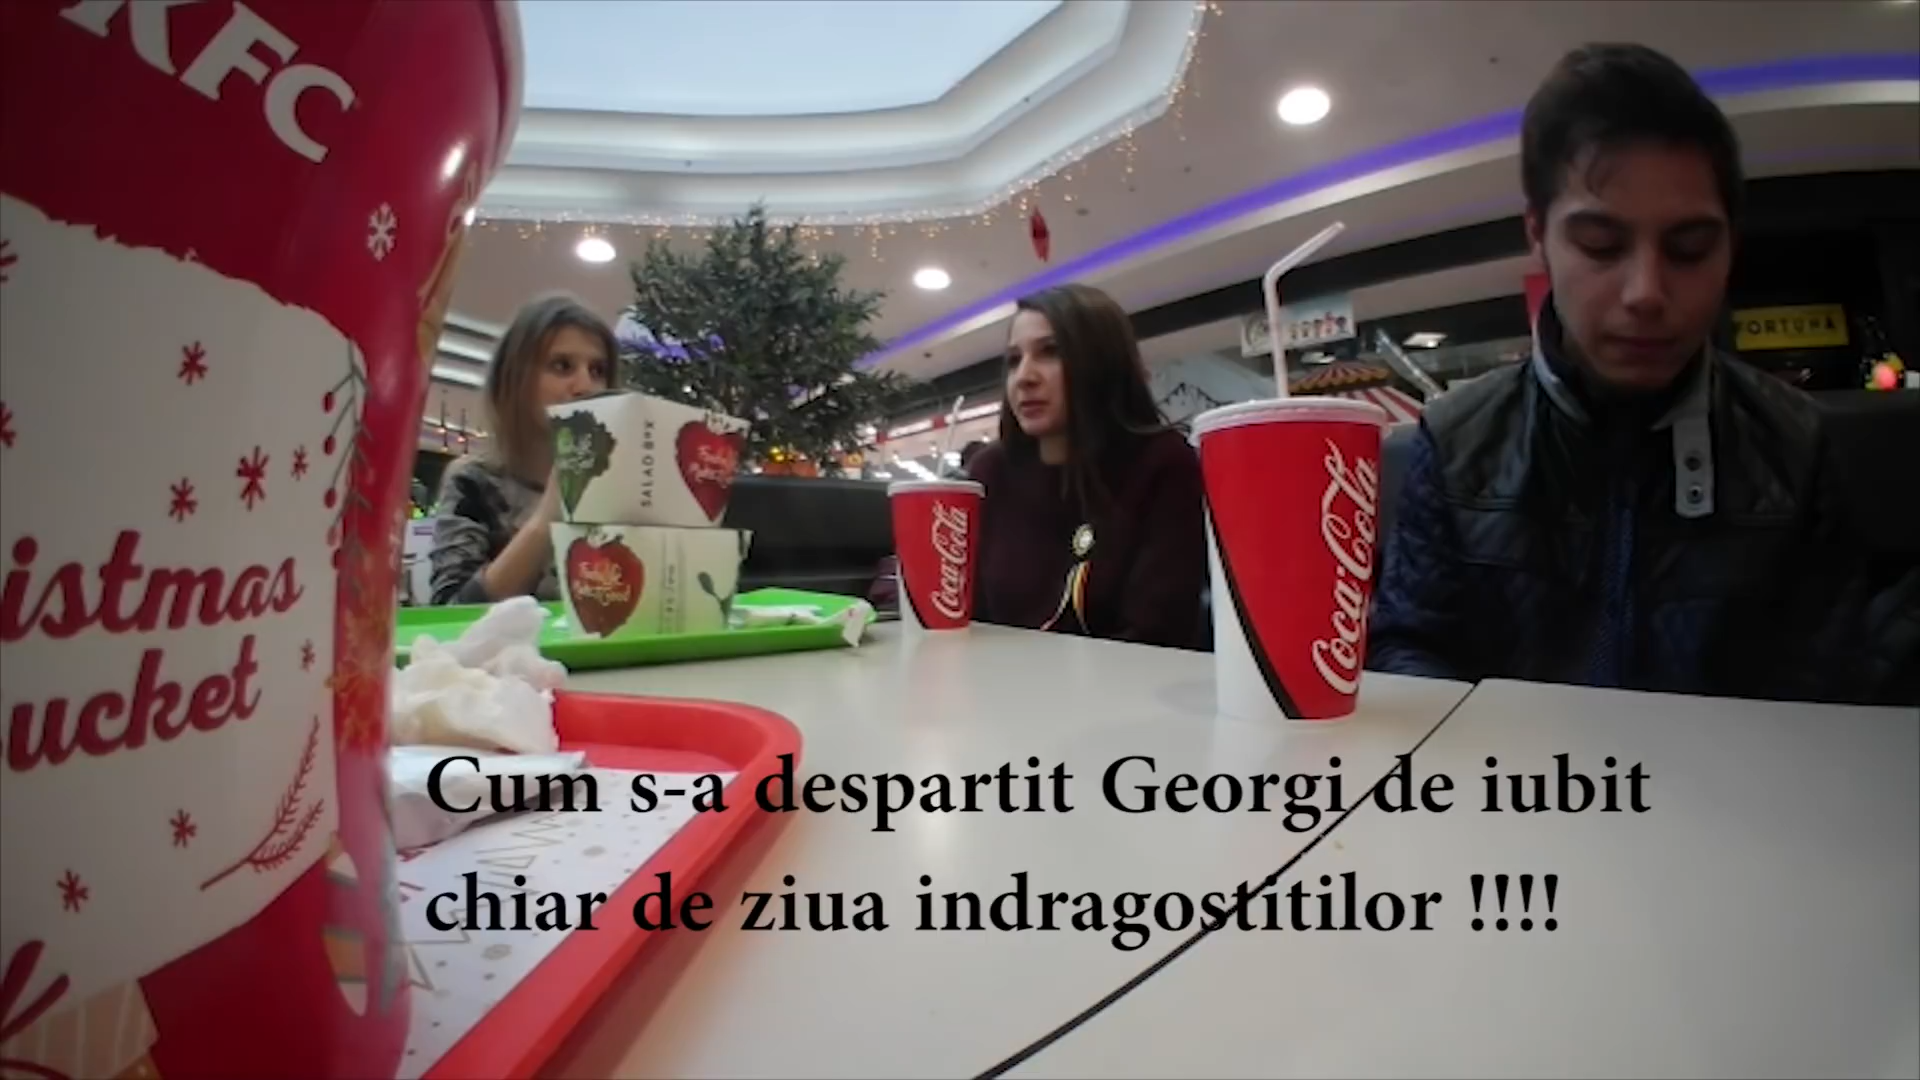 KFC
istmas
ucket
SALAD BOX
Coca-Cola
Coca-Cola
FORTUNA
Cum s-a despartit Georgi de iubit
chiar de ziua indragostitilor !!!!